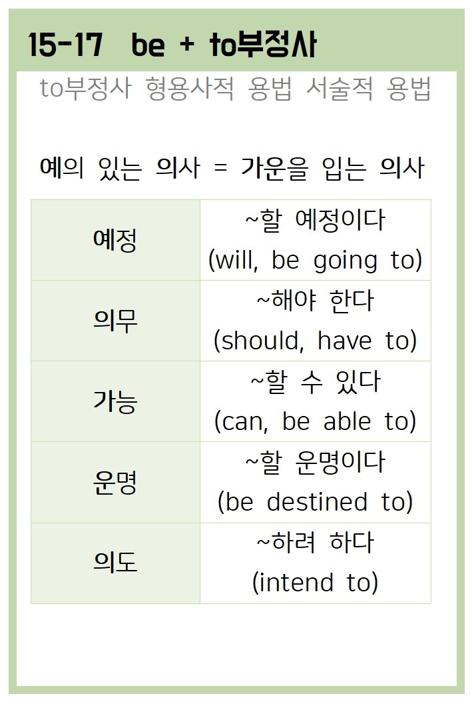 15-17 be + to부정사
to부정사 형용사적 용법 서술적 용법
예의 있는 의사 = 가운을 입는 의사
예정
~할 예정이다
(will, be going to)
의무
~해야 한다
(should, have to)
가능
~할 수 있다
(can, be able to)
운명
~할 운명이다
(be destined to)
의도
~하려 하다
(intend to)